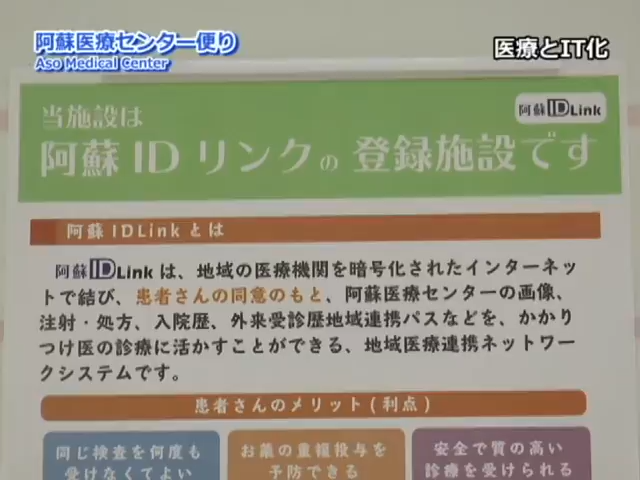 阿蘇医療センター便り
Aso Medical Center
医療とIT化
当施設は
阿蘇IDLink
阿蘇IDリンクの登録施設です
阿蘇IDLinkとは
阿蘇IDLinkは、地域の医療機関を暗号化されたインターネッ
トで結び、患者さんの同意のもと、阿蘇医療センターの画像、
注射・処方、入院歴、外来受診歴地域連携パスなどを、かかり
つけ医の診療に活かすことができる、地域医療連携ネットワー
クシステムです。
患者さんのメリット(利点)
同じ検査を何度も
受けなくてよい
お薬の重複投与を
予防できる
安全で質の高い
診療を受けられる